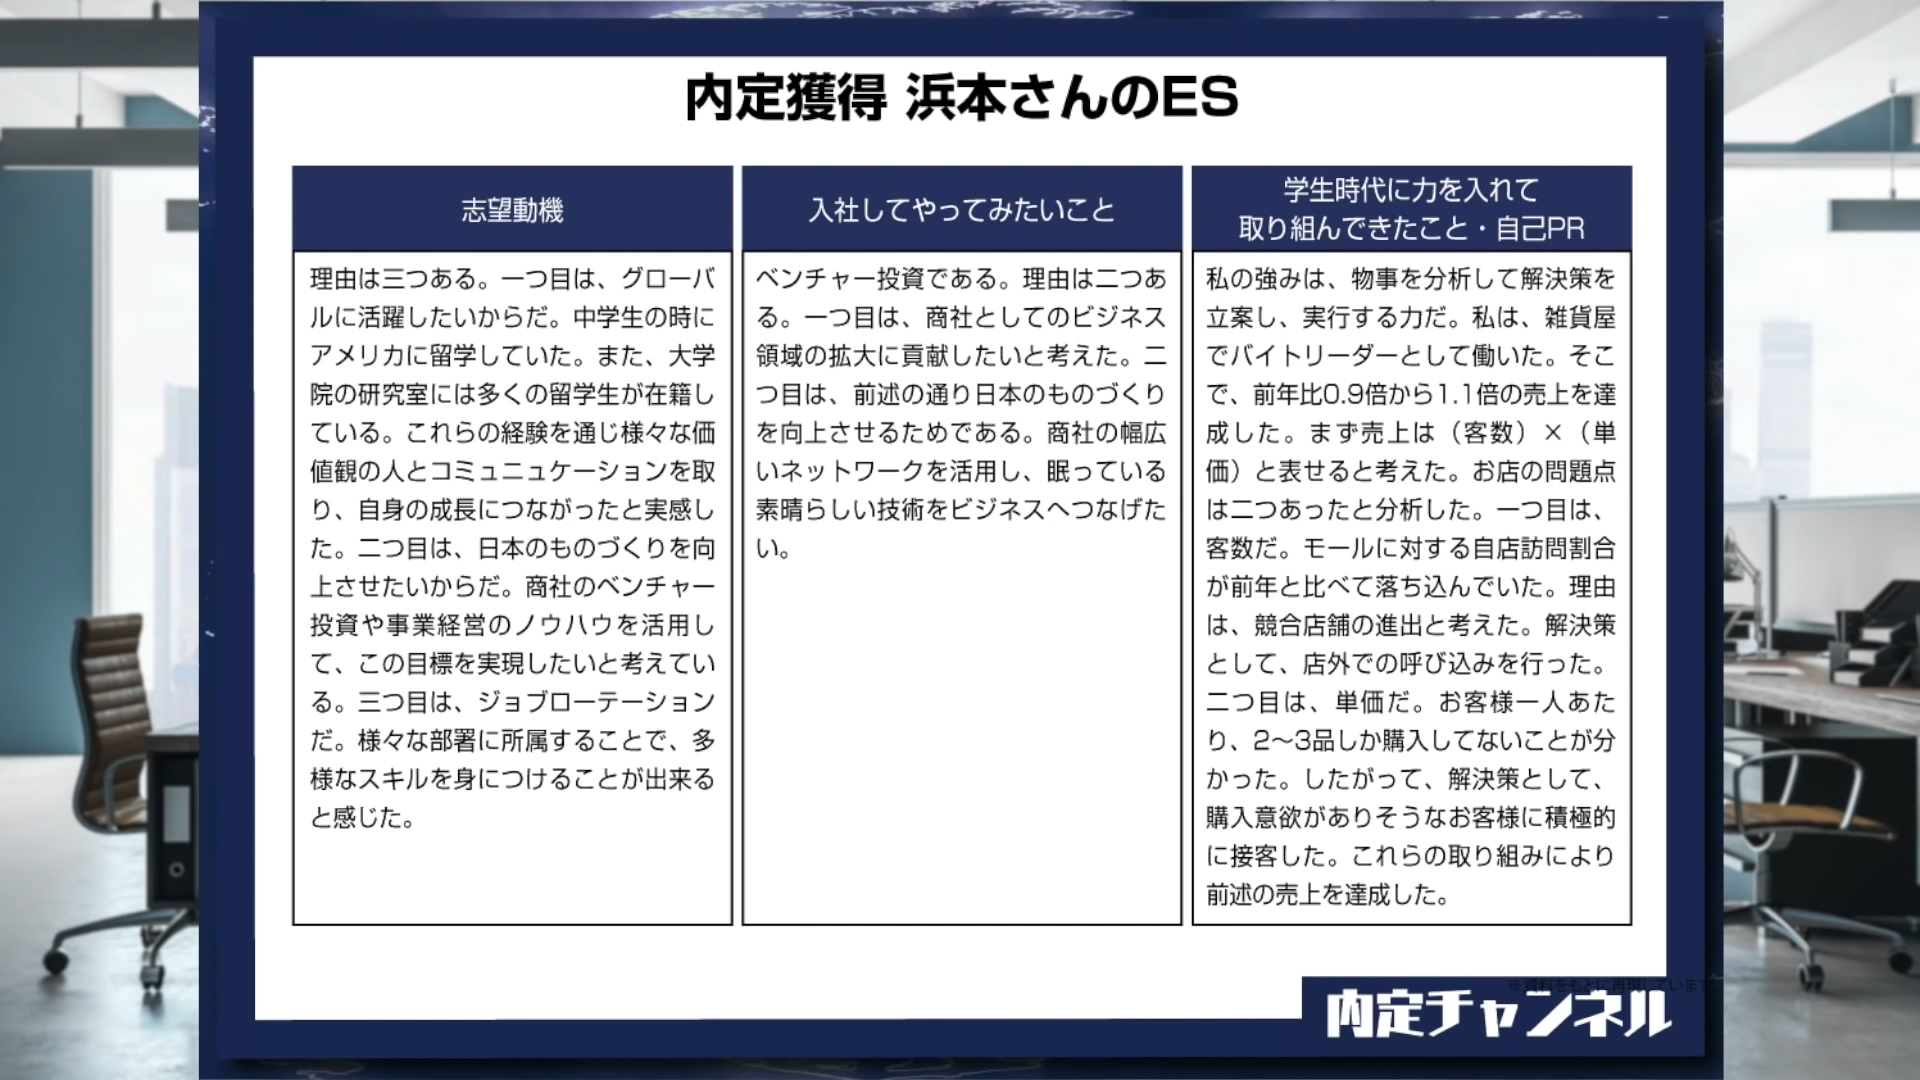 内定獲得 浜本さんのES
志望動機
理由は三つある。一つ目は、グローバ
ルに活躍したいからだ。中学生の時に
アメリカに留学していた。また、大学
院の研究室には多くの留学生が在籍し
ている。これらの経験を通じ様々な価
値観の人とコミュニュケーションを取
り、自身の成長につながったと実感し
た。二つ目は、日本のものづくりを向
上させたいからだ。商社のベンチャー
投資や事業経営のノウハウを活用し
て、この目標を実現したいと考えてい
る。三つ目は、ジョブローテーション
だ。様々な部署に所属することで、多
様なスキルを身につけることが出来る
と感じた。
入社してやってみたいこと
ベンチャー投資である。理由は二つあ
る。一つ目は、商社としてのビジネス
領域の拡大に貢献したいと考えた。二
つ目は、前述の通り日本のものづくり
を向上させるためである。商社の幅広
いネットワークを活用し、眠っている
素晴らしい技術をビジネスへつなげた
い。
学生時代に力を入れて
取り組んできたこと・自己PR
私の強みは、物事を分析して解決策を
立案し、実行する力だ。私は、雑貨屋
でバイトリーダーとして働いた。そこ
で、前年比0.9倍から1.1倍の売上を達
成した。まず売上は（客数）×（単
価）と表せると考えた。お店の問題点
は二つあったと分析した。一つ目は、
客数だ。モールに対する自店訪問割合
が前年と比べて落ち込んでいた。理由
は、競合店舗の進出と考えた。解決策
として、店外での呼び込みを行った。
二つ目は、単価だ。お客様一人あた
り、2〜3品しか購入してないことが分
かった。したがって、解決策として、
購入意欲がありそうなお客様に積極的
に接客した。これらの取り組みにより
前述の売上を達成した。
※資料をもとに再現しています
内定チャンネル